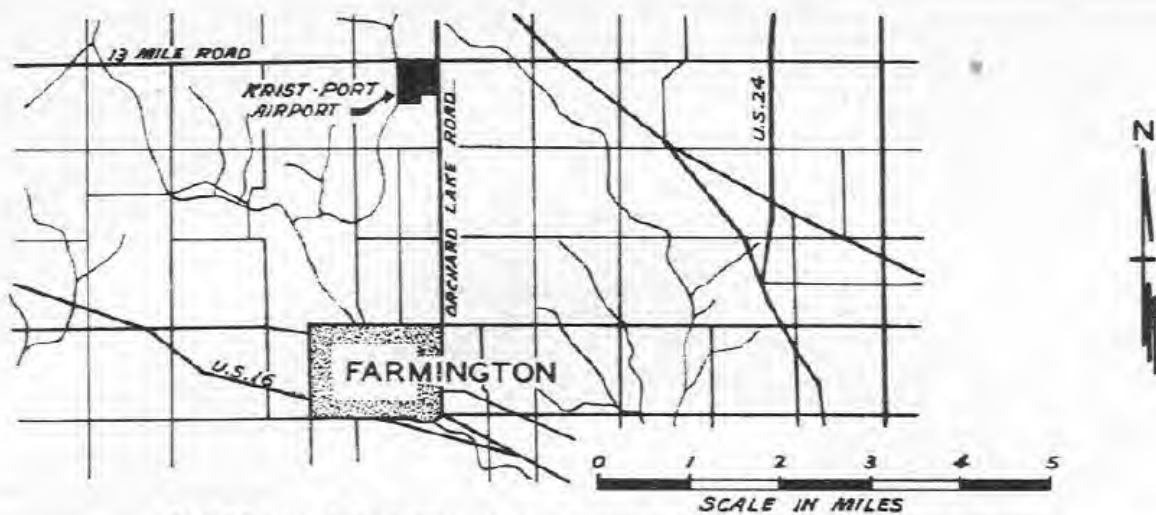 13 MILE ROAD
KRIST-PORT
AIRPORT
ORCHARD LAKE ROAD
U.S. 24
N
U.S. 16
FARMINGTON
0 1 2 3 4 5
SCALE IN MILES